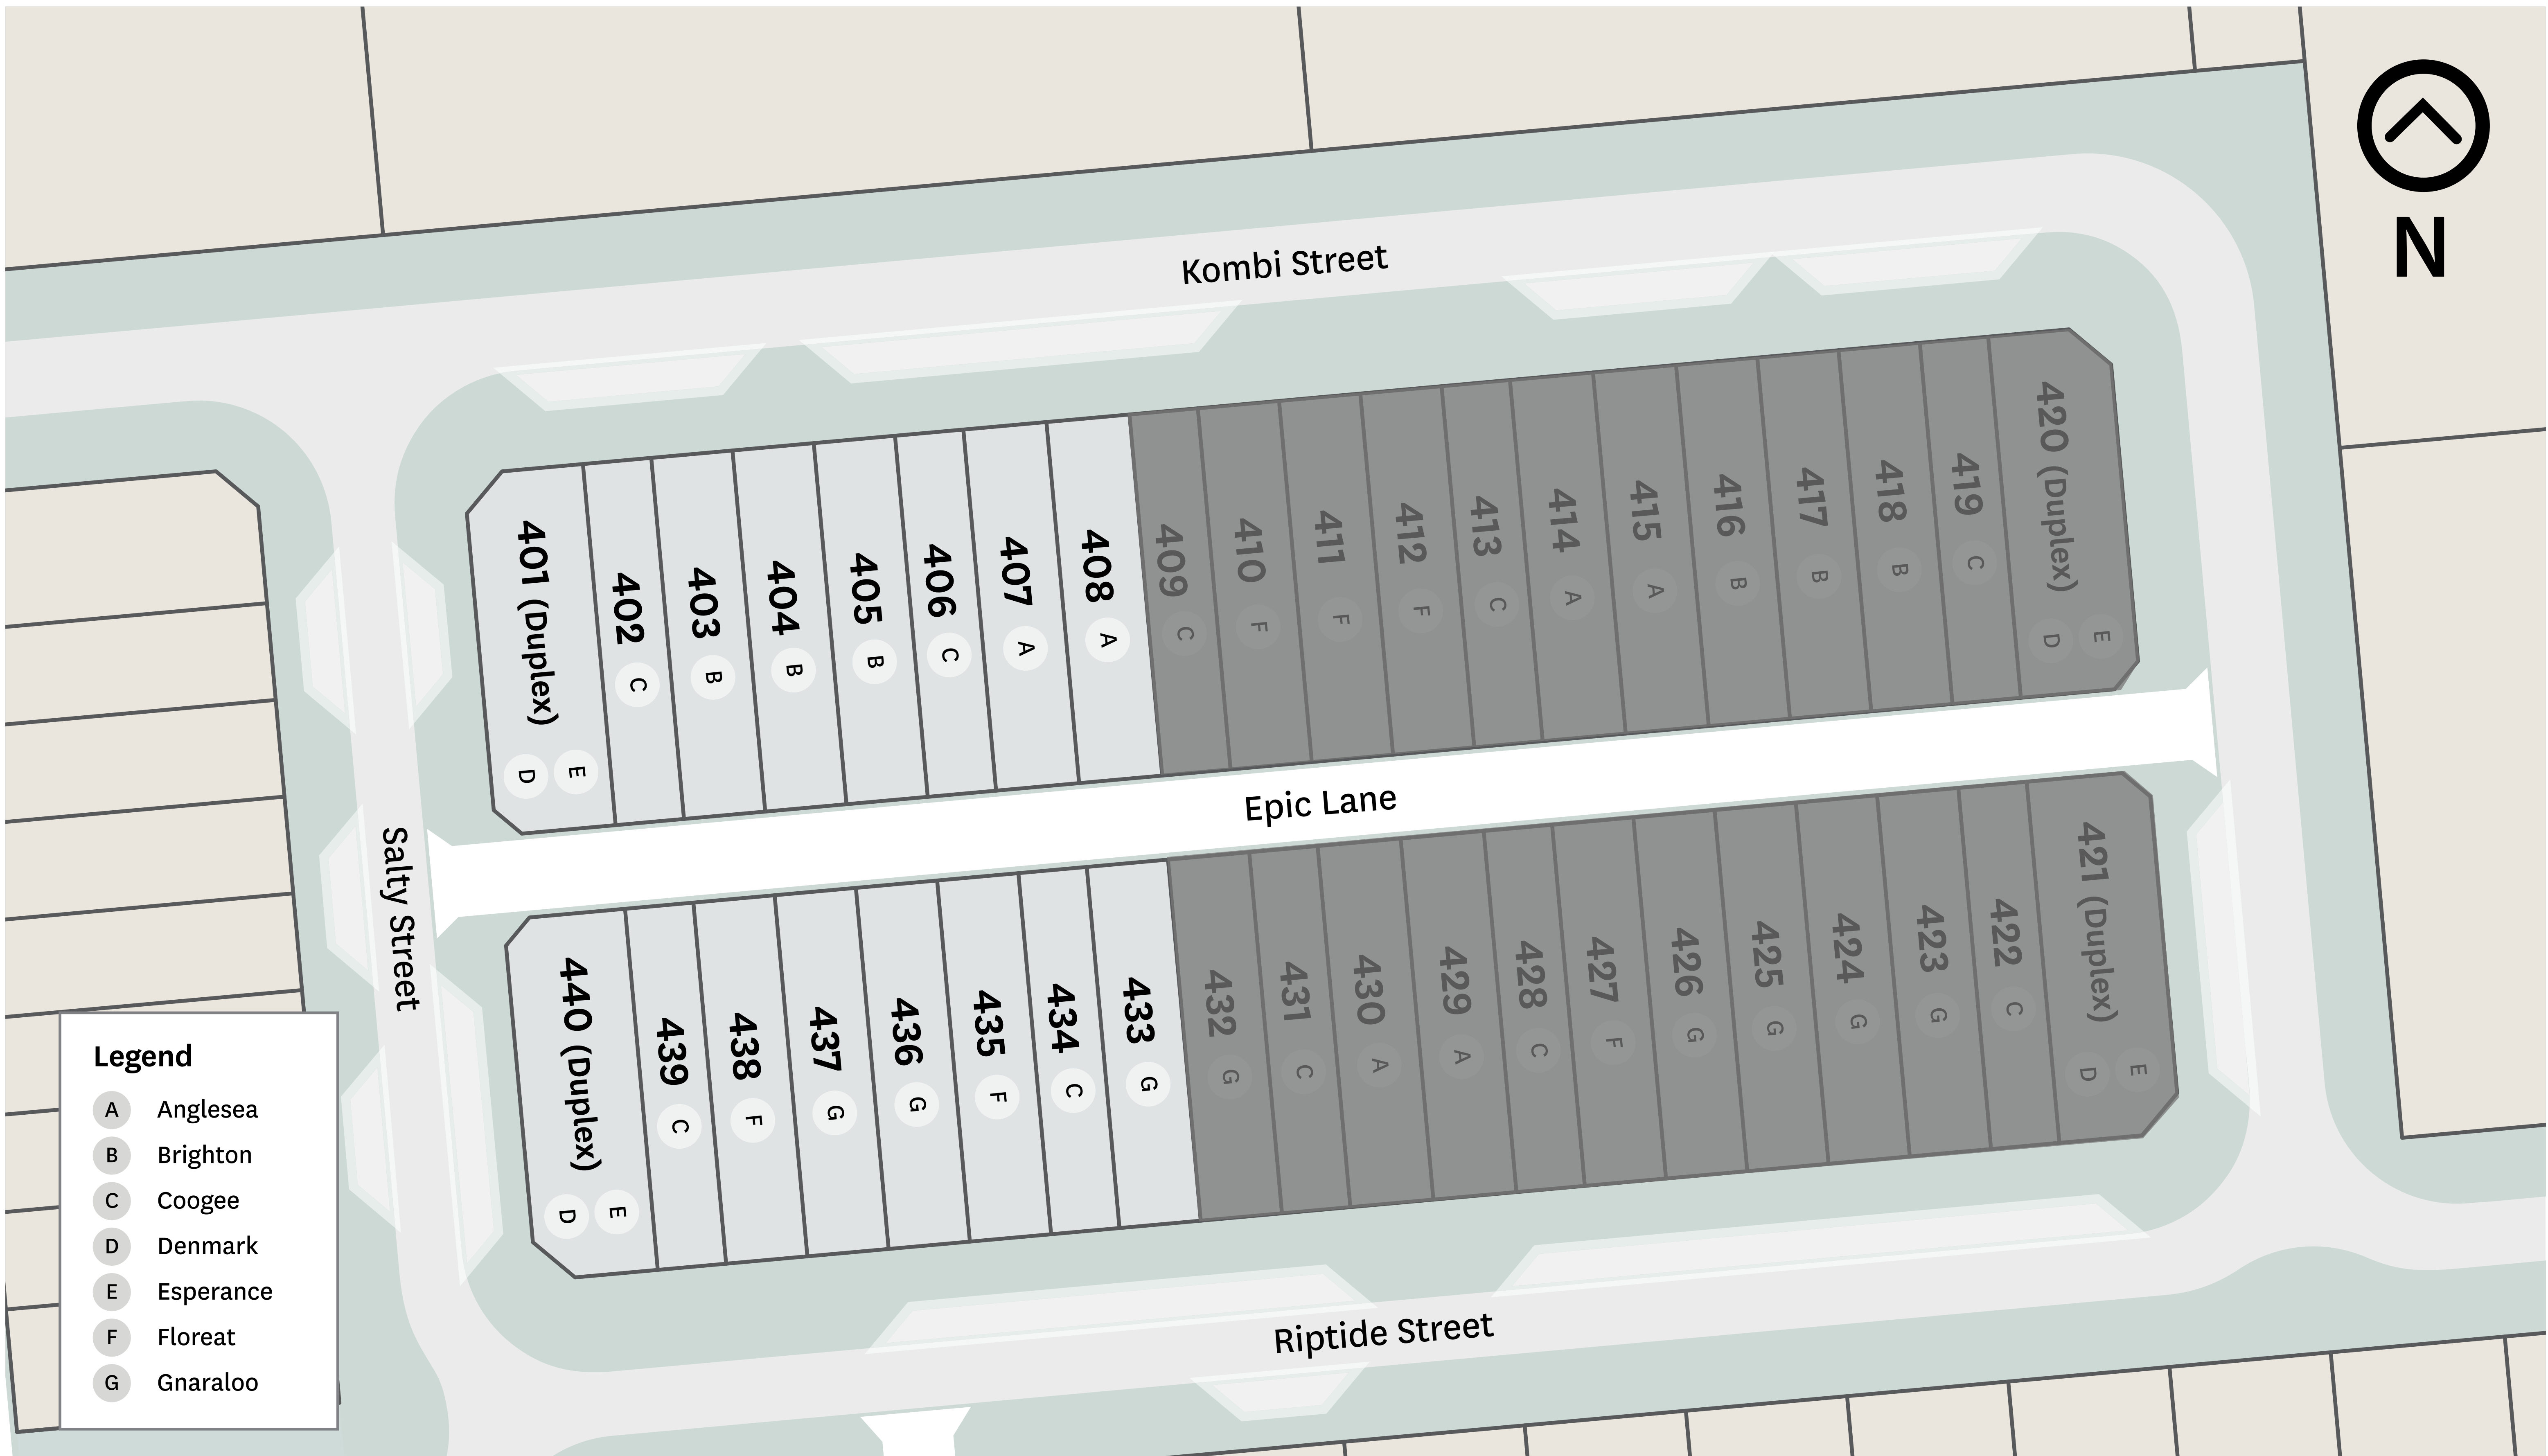 N
Kombi Street
401 (Duplex) D E
402 C
403 B
404 B
405 B
406 C
407 A
408 A
409 C
410 F
411 F
412 F
413 C
414 A
415 A
416 B
417 B
418 B
419 C
420 (Duplex) D E
Epic Lane
Salty Street
440 (Duplex) D E
439 C
438 F
437 G
436 G
435 F
434 C
433 G
432 G
431 C
430 A
429 A
428 C
427 F
426 G
425 G
424 G
423 G
422 C
421 (Duplex) D E
Riptide Street
Legend
A Anglesea
B Brighton
C Coogee
D Denmark
E Esperance
F Floreat
G Gnaraloo